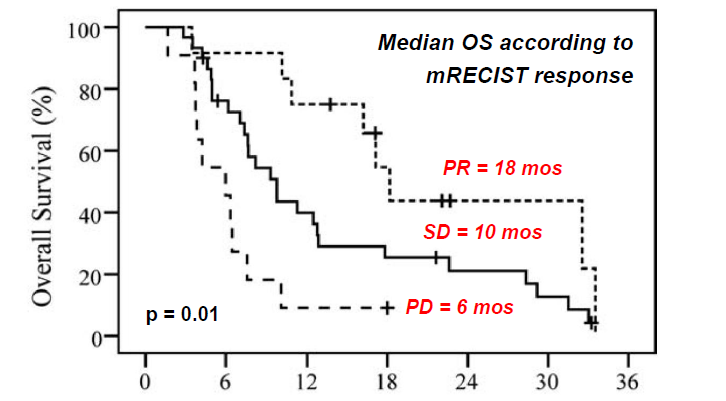 Median OS according to
mRECIST response
Overall Survival (%)
100
80
60
40
20
0
PR = 18 mos
SD = 10 mos
PD = 6 mos
p = 0.01
0 6 12 18 24 30 36